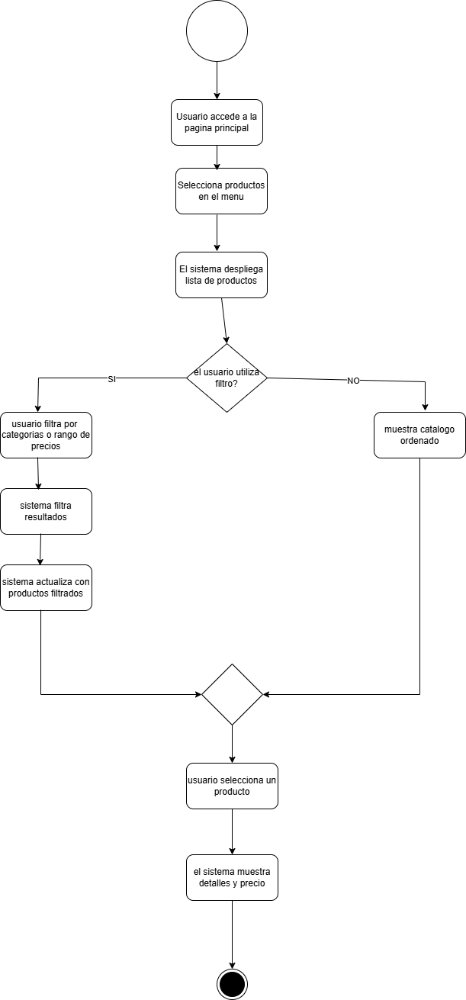 Usuario accede a la
pagina principal
Selecciona productos
en el menu
El sistema despliega
lista de productos
el usuario utiliza
filtro?
SI
NO
usuario filtra por
categorias o rango de
precios
muestra catalogo
ordenado
sistema filtra
resultados
sistema actualiza con
productos filtrados
usuario selecciona un
producto
el sistema muestra
detalles y precio